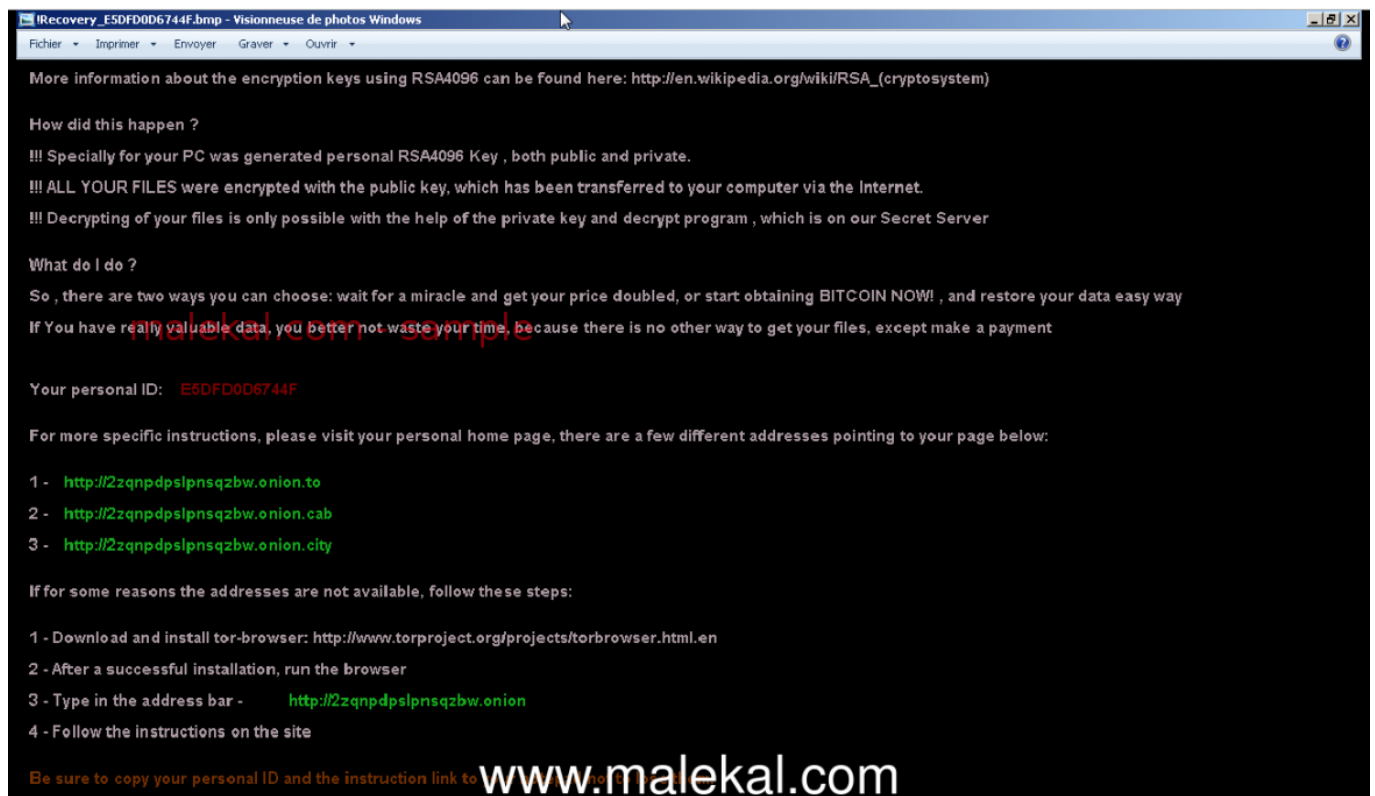 !Recovery_E5DFD0D6744F.bmp - Visionneuse de photos Windows
Fichier Imprimer Envoyer Graver Ouvrir
More information about the encryption keys using RSA4096 can be found here: http://en.wikipedia.org/wiki/RSA_(cryptosystem)
How did this happen ?
!!! Specially for your PC was generated personal RSA4096 Key , both public and private.
!!! ALL YOUR FILES were encrypted with the public key, which has been transferred to your computer via the Internet.
!!! Decrypting of your files is only possible with the help of the private key and decrypt program , which is on our Secret Server
What do I do ?
So , there are two ways you can choose: wait for a miracle and get your price doubled, or start obtaining BITCOIN NOW! , and restore your data easy way
If You have really valuable data, you better not waste your time, because there is no other way to get your files, except make a payment
malekal.com - sample
Your personal ID: E5DFD0D6744F
For more specific instructions, please visit your personal home page, there are a few different addresses pointing to your page below:
1 - http://2zqnpdpslpnsqzbw.onion.to
2 - http://2zqnpdpslpnsqzbw.onion.cab
3 - http://2zqnpdpslpnsqzbw.onion.city
If for some reasons the addresses are not available, follow these steps:
1 - Download and install tor-browser: http://www.torproject.org/projects/torbrowser.html.en
2 - After a successful installation, run the browser
3 - Type in the address bar - http://2zqnpdpslpnsqzbw.onion
4 - Follow the instructions on the site
Be sure to copy your personal ID and the instruction link to
www.malekal.com